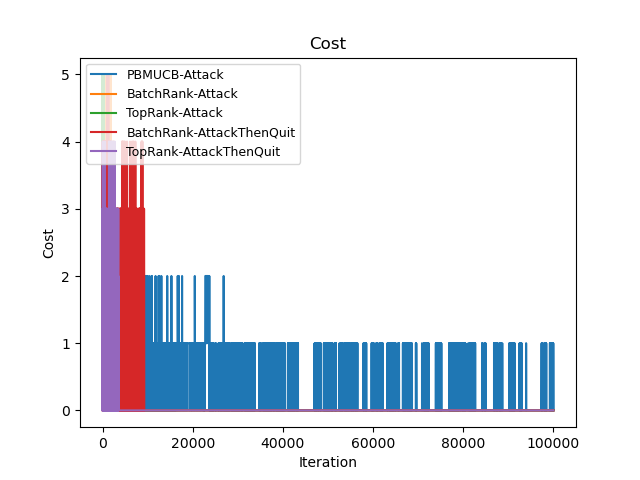 Cost
5
4
3
2
1
0
Cost
PBMUCB-Attack
BatchRank-Attack
TopRank-Attack
BatchRank-AttackThenQuit
TopRank-AttackThenQuit
0 20000 40000 60000 80000 100000
Iteration